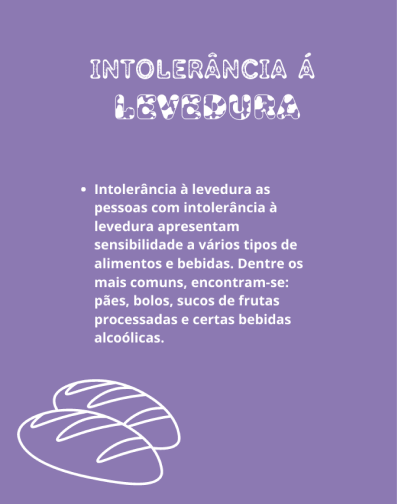 INTOLERÂNCIA Á
LEVEDURA
• Intolerância à levedura as
pessoas com intolerância à
levedura apresentam
sensibilidade a vários tipos de
alimentos e bebidas. Dentre os
mais comuns, encontram-se:
pães, bolos, sucos de frutas
processadas e certas bebidas
alcoólicas.